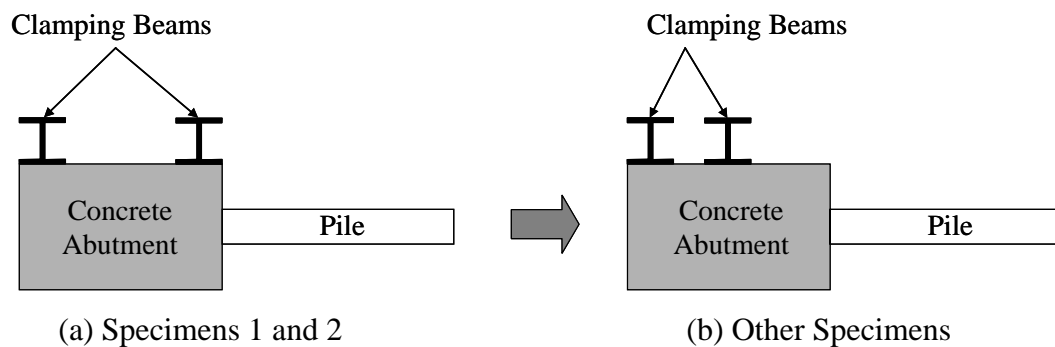 Clamping Beams
Clamping Beams
Concrete
Abutment
Pile
Concrete
Abutment
Pile
(a) Specimens 1 and 2
(b) Other Specimens